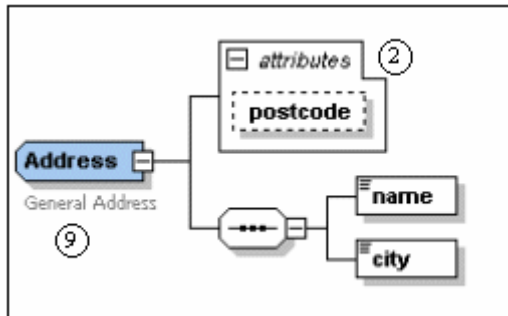 attributes
2
postcode
Address
General Address
9
name
city